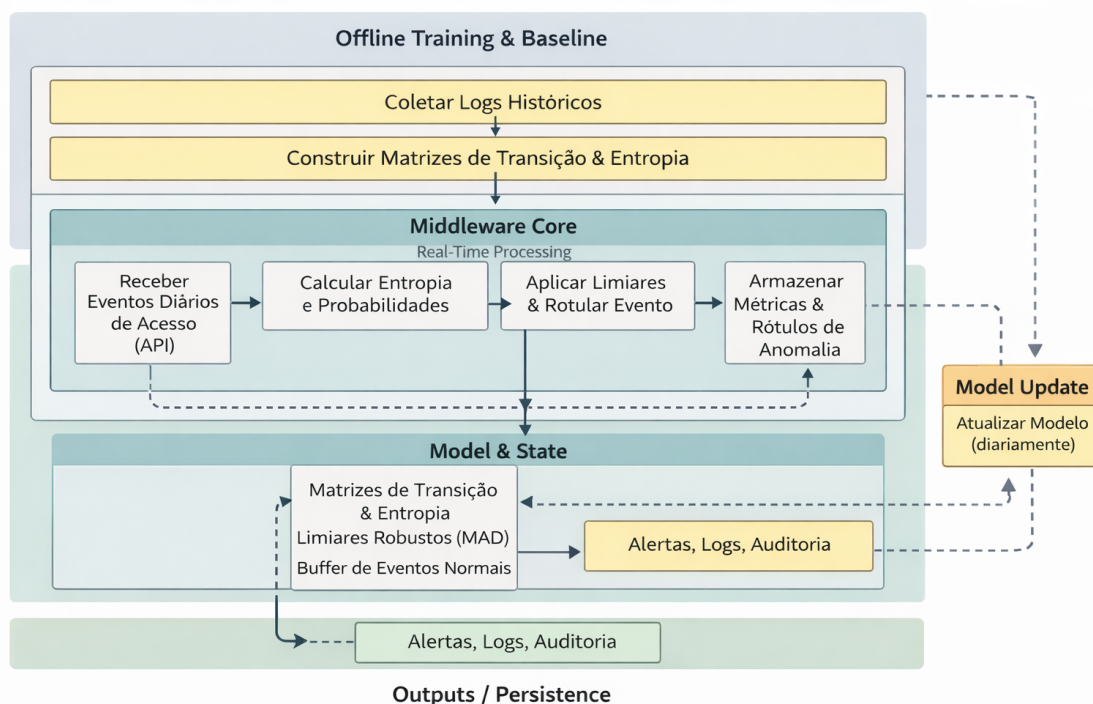 Offline Training & Baseline
Coletar Logs Históricos
Construir Matrizes de Transição & Entropia
Middleware Core
Real-Time Processing
Receber
Eventos Diàrios
de Acesso
(API)
Calcular Entropia
e Probabilidades
Aplicar Limiares
& Rotular Evento
Armazenar
Métricas &
Rótulos de
Anomalia
Model Update
Atualizar Modelo
(diariamente)
Model & State
Matrizes de Transição
& Entropia
Limiares Robustos (MAD)
Buffer de Eventos Normais
Alertas, Logs, Auditoria
Alertas, Logs, Auditoria
Outputs / Persistence